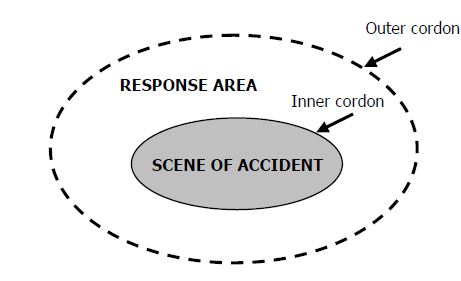 Outer cordon
RESPONSE AREA
Inner cordon
SCENE OF ACCIDENT